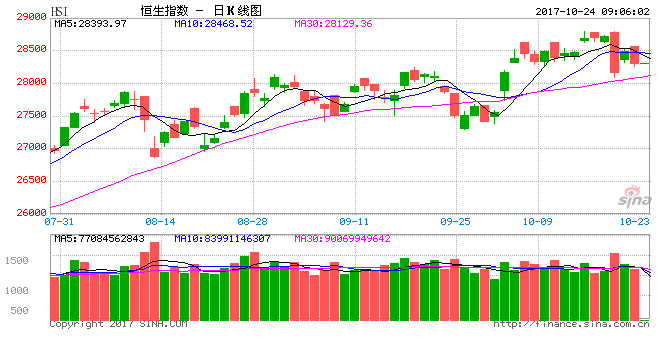 HSI 恒生指数 - 日K线图 2017-10-24 09:06:02
MA5:28393.97 MA10:28468.52 MA30:28129.36
29000
28500
28000
27500
27000
26500
26000
sina
07-31 08-14 08-28 09-11 09-25 10-09 10-23
MA5:77084562843 MA10:83991146307 MA30:90069949642
1500
1000
500
Copyright 2017 SINA.COM http://finance.sina.com.cn